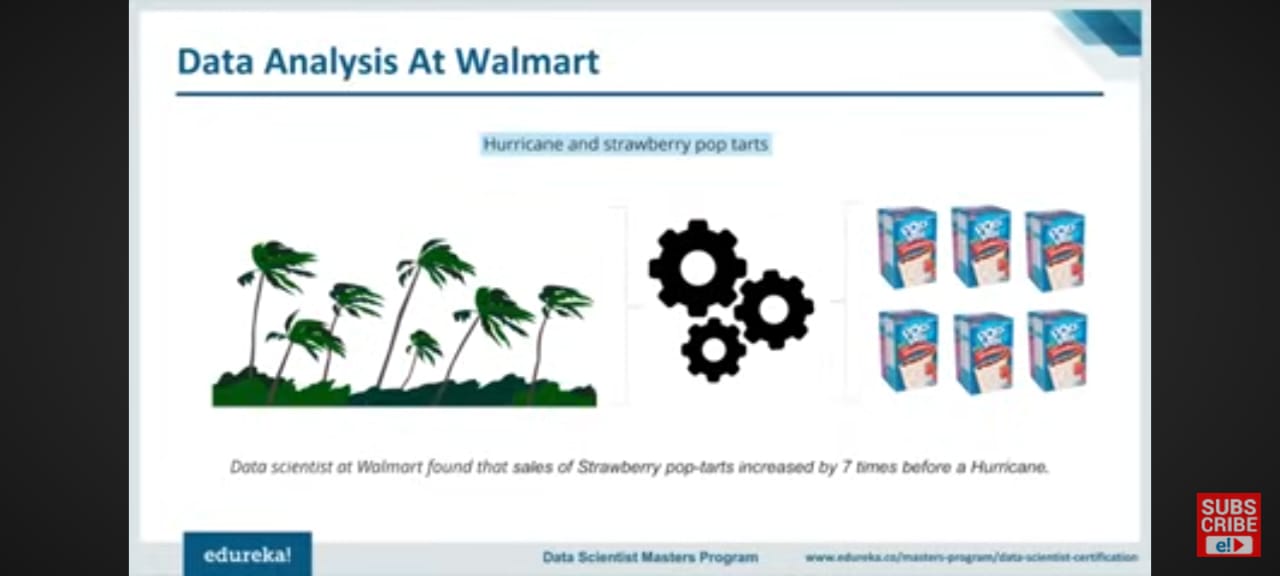 Data Analysis At Walmart
Hurricane and strawberry pop tarts
Data scientist at Walmart found that sales of Strawberry pop-tarts increased by 7 times before a Hurricane.
edureka!
Data Scientist Masters Program
www.edureka.co/masters-program/data-scientist-certification
SUBS
CRIBE
e!